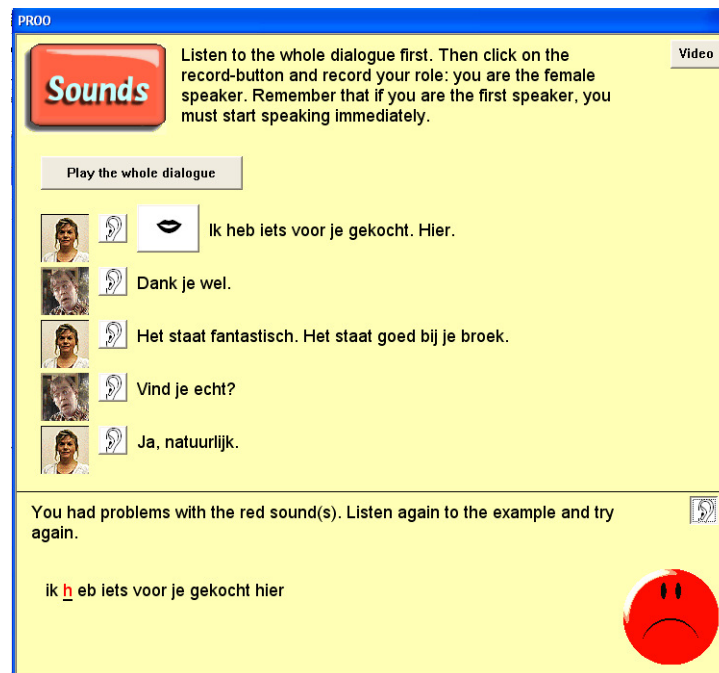 PROO
Sounds
Listen to the whole dialogue first. Then click on the
record-button and record your role: you are the female
speaker. Remember that if you are the first speaker, you
must start speaking immediately.
Video
Play the whole dialogue
Ik heb iets voor je gekocht. Hier.
Dank je wel.
Het staat fantastisch. Het staat goed bij je broek.
Vind je echt?
Ja, natuurlijk.
You had problems with the red sound(s). Listen again to the example and try
again.
ik h eb iets voor je gekocht hier